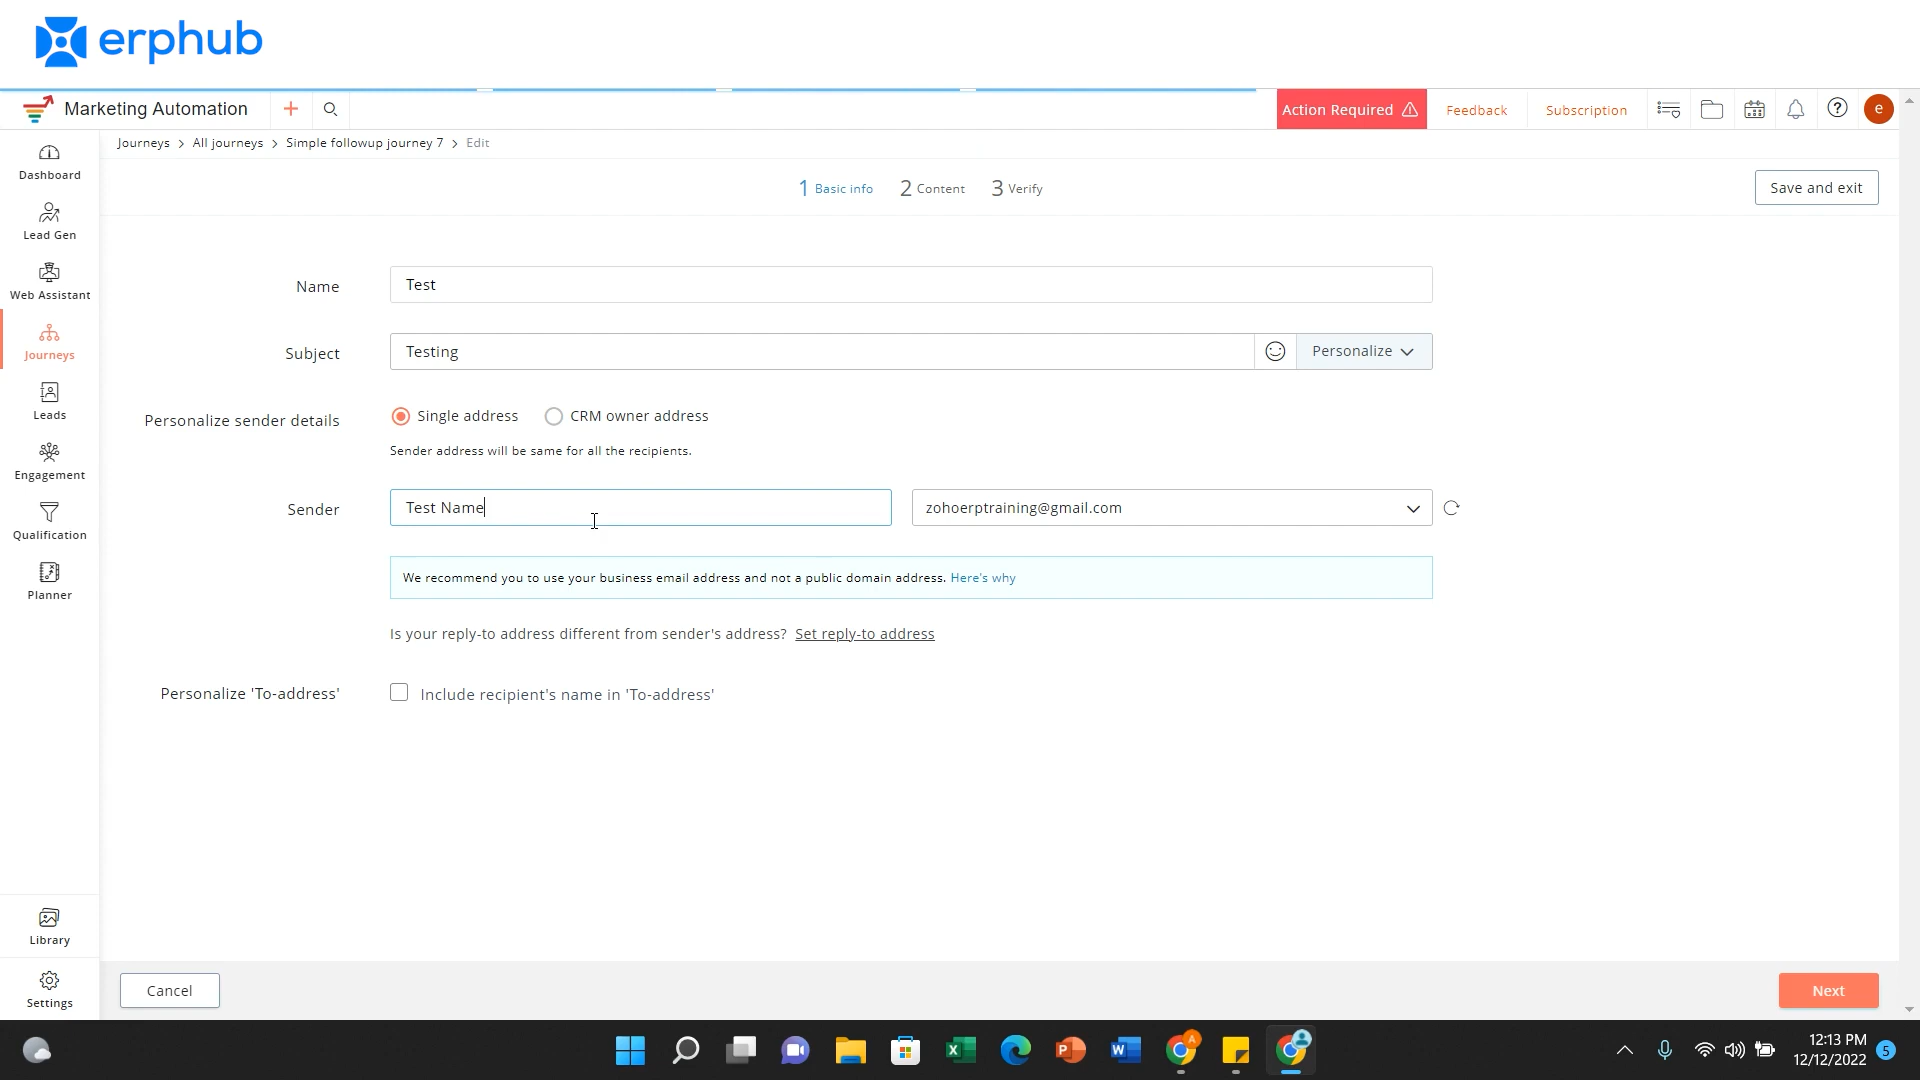 erphub
Marketing Automation
Action Required
Feedback
Subscription
e
Journeys > All journeys > Simple followup journey 7 > Edit
Dashboard
Lead Gen
Web Assistant
Journeys
Leads
Engagement
Qualification
Planner
Library
Settings
1 Basic info
2 Content
3 Verify
Save and exit
Name
Test
Subject
Testing
Personalize
Personalize sender details
Single address
CRM owner address
Sender address will be same for all the recipients.
Sender
Test Name
zohoerptraining@gmail.com
We recommend you to use your business email address and not a public domain address. Here's why
Is your reply-to address different from sender's address? Set reply-to address
Personalize 'To-address'
Include recipient's name in 'To-address'
Cancel
Next
A
12:13 PM
12/12/2022
5